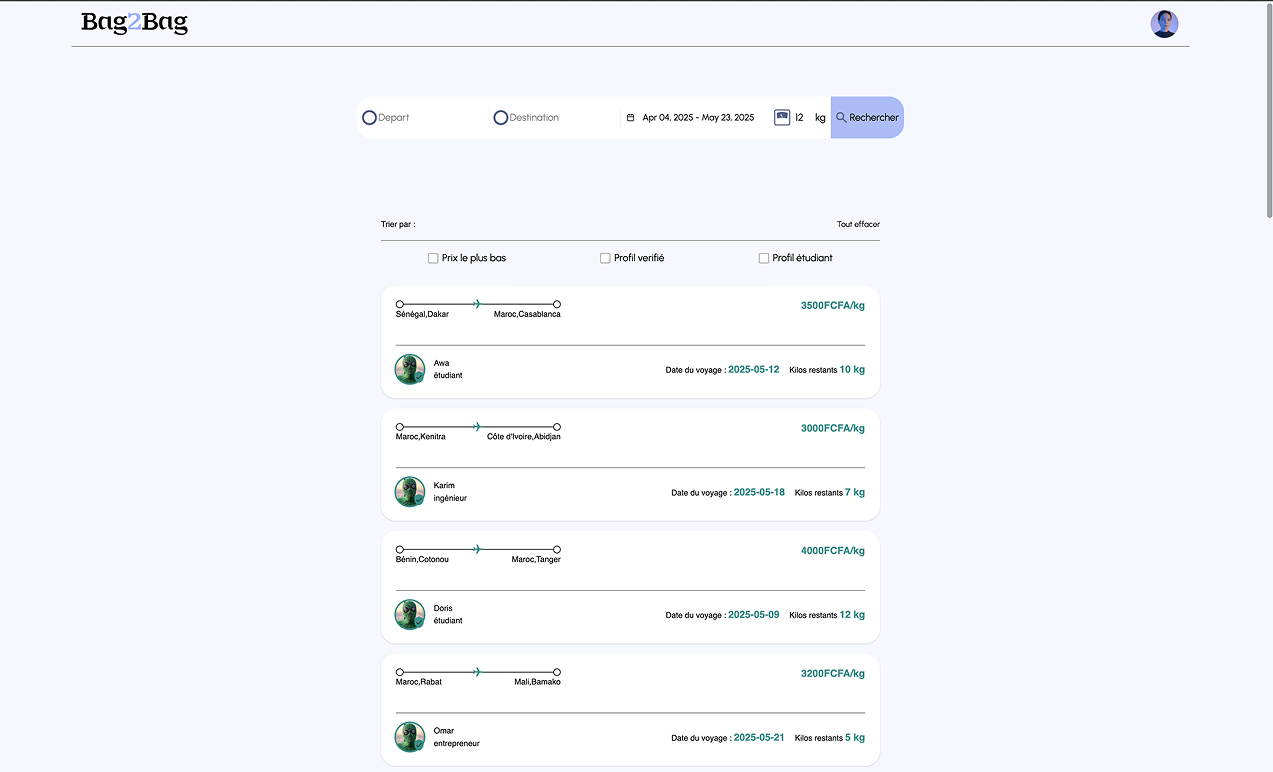 Bag2Bag
Depart Destination Apr 04, 2025 - May 23, 2025 12 kg Rechercher
Trier par : Tout effacer
Prix le plus bas Profil verifié Profil étudiant
3500FCFA/kg
Sénégal,Dakar Maroc,Casablanca
Awa
étudiant
Date du voyage : 2025-05-12 Kilos restants 10 kg
3000FCFA/kg
Maroc,Kenitra Côte d'Ivoire,Abidjan
Karim
ingénieur
Date du voyage : 2025-05-18 Kilos restants 7 kg
4000FCFA/kg
Bénin,Cotonou Maroc,Tanger
Doris
étudiant
Date du voyage : 2025-05-09 Kilos restants 12 kg
3200FCFA/kg
Maroc,Rabat Mali,Bamako
Omar
entrepreneur
Date du voyage : 2025-05-21 Kilos restants 5 kg